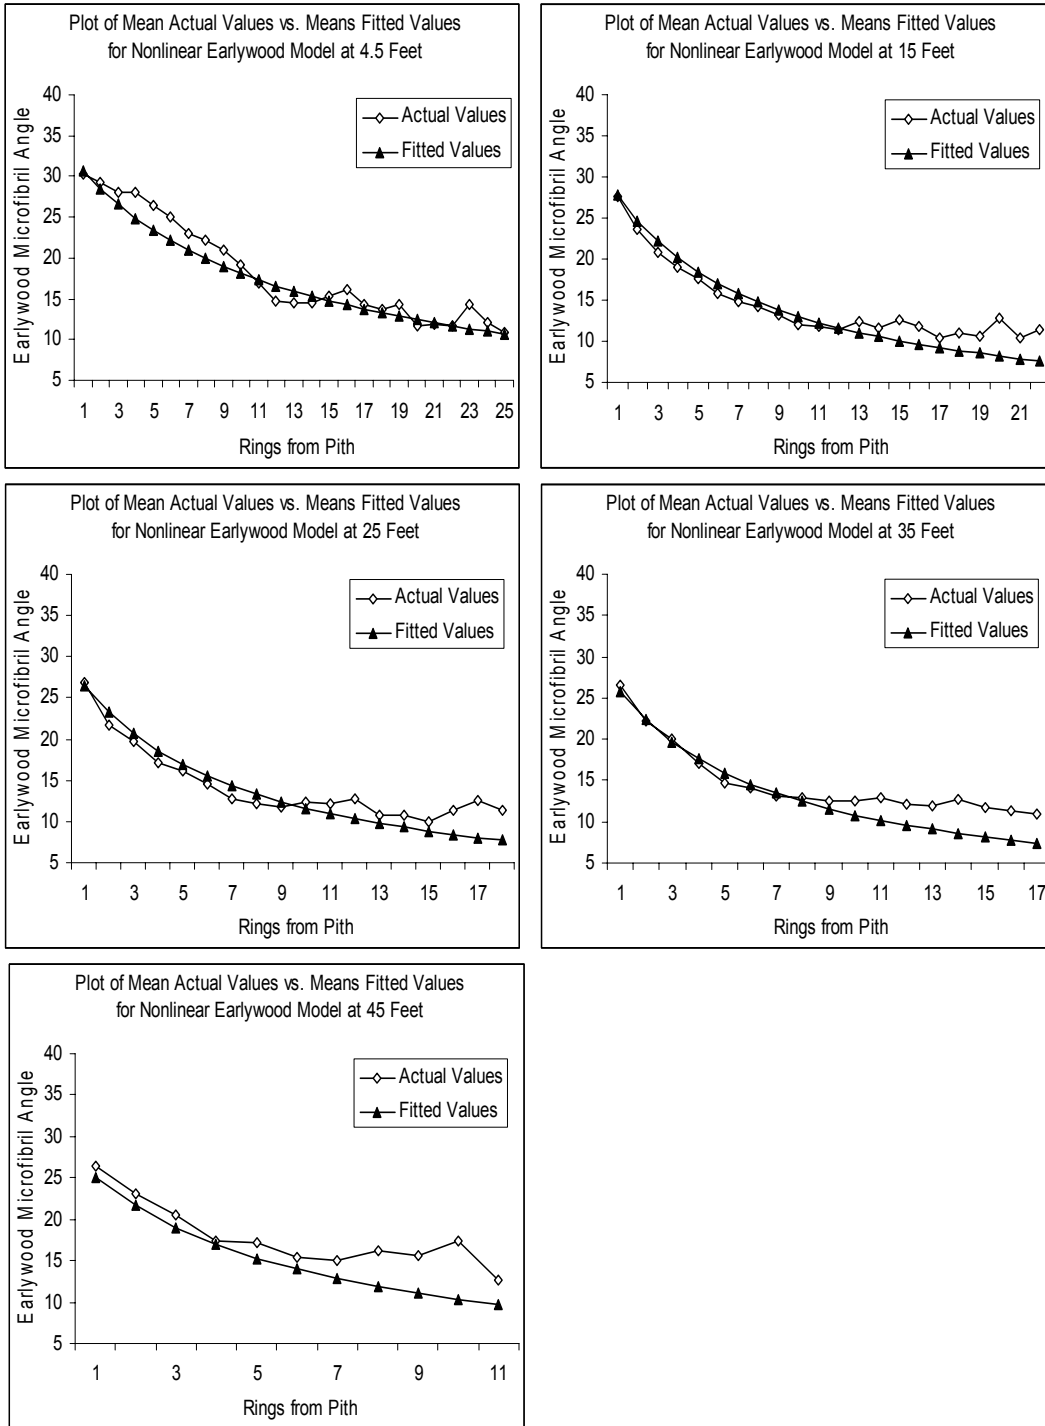 Plot of Mean Actual Values vs. Means Fitted Values
for Nonlinear Earlywood Model at 4.5 Feet
Earlywood Microfibril Angle
40
35
30
25
20
15
10
5
Actual Values
Fitted Values
1 3 5 7 9 11 13 15 17 19 21 23 25
Rings from Pith
Plot of Mean Actual Values vs. Means Fitted Values
for Nonlinear Earlywood Model at 15 Feet
Earlywood Microfibril Angle
40
35
30
25
20
15
10
5
Actual Values
Fitted Values
1 3 5 7 9 11 13 15 17 19 21
Rings from Pith
Plot of Mean Actual Values vs. Means Fitted Values
for Nonlinear Earlywood Model at 25 Feet
Earlywood Microfibril Angle
40
35
30
25
20
15
10
5
Actual Values
Fitted Values
1 3 5 7 9 11 13 15 17
Rings from Pith
Plot of Mean Actual Values vs. Means Fitted Values
for Nonlinear Earlywood Model at 35 Feet
Earlywood Microfibril Angle
40
35
30
25
20
15
10
5
Actual Values
Fitted Values
1 3 5 7 9 11 13 15 17
Rings from Pith
Plot of Mean Actual Values vs. Means Fitted Values
for Nonlinear Earlywood Model at 45 Feet
Earlywood Microfibril Angle
40
35
30
25
20
15
10
5
Actual Values
Fitted Values
1 3 5 7 9 11
Rings from Pith